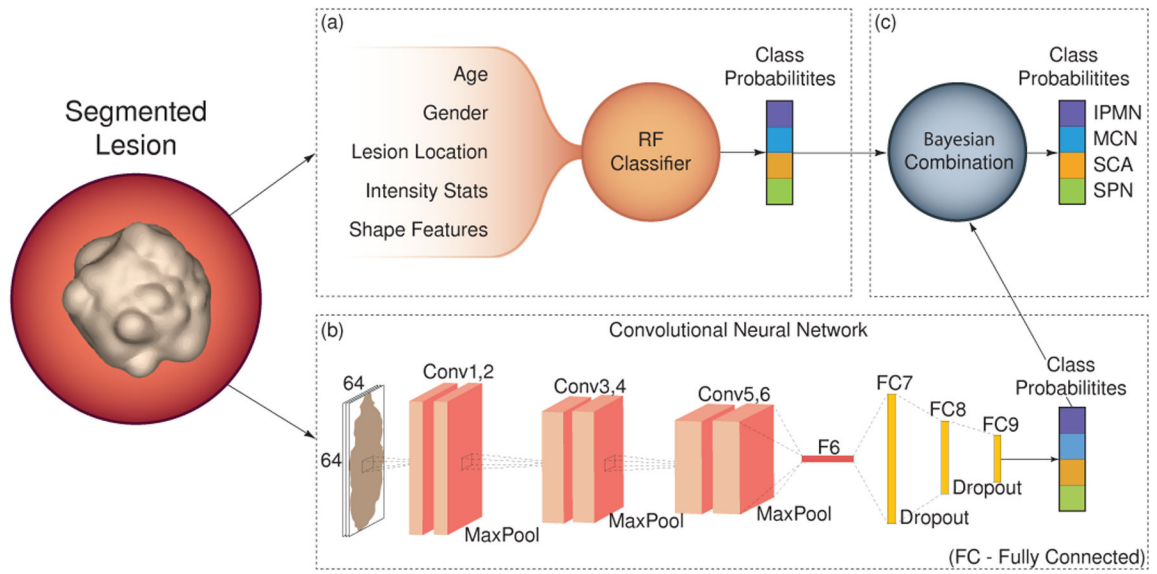 Segmented
Lesion
(a)
Age
Gender
Lesion Location
Intensity Stats
Shape Features
RF
Classifier
Class
Probabilitites
(c)
Bayesian
Combination
Class
Probabilitites
IPMN
MCN
SCA
SPN
(b)
Convolutional Neural Network
64
64
Conv1,2
MaxPool
Conv3,4
MaxPool
Conv5,6
MaxPool
F6
FC7
Dropout
FC8
Dropout
FC9
Class
Probabilitites
(FC - Fully Connected)